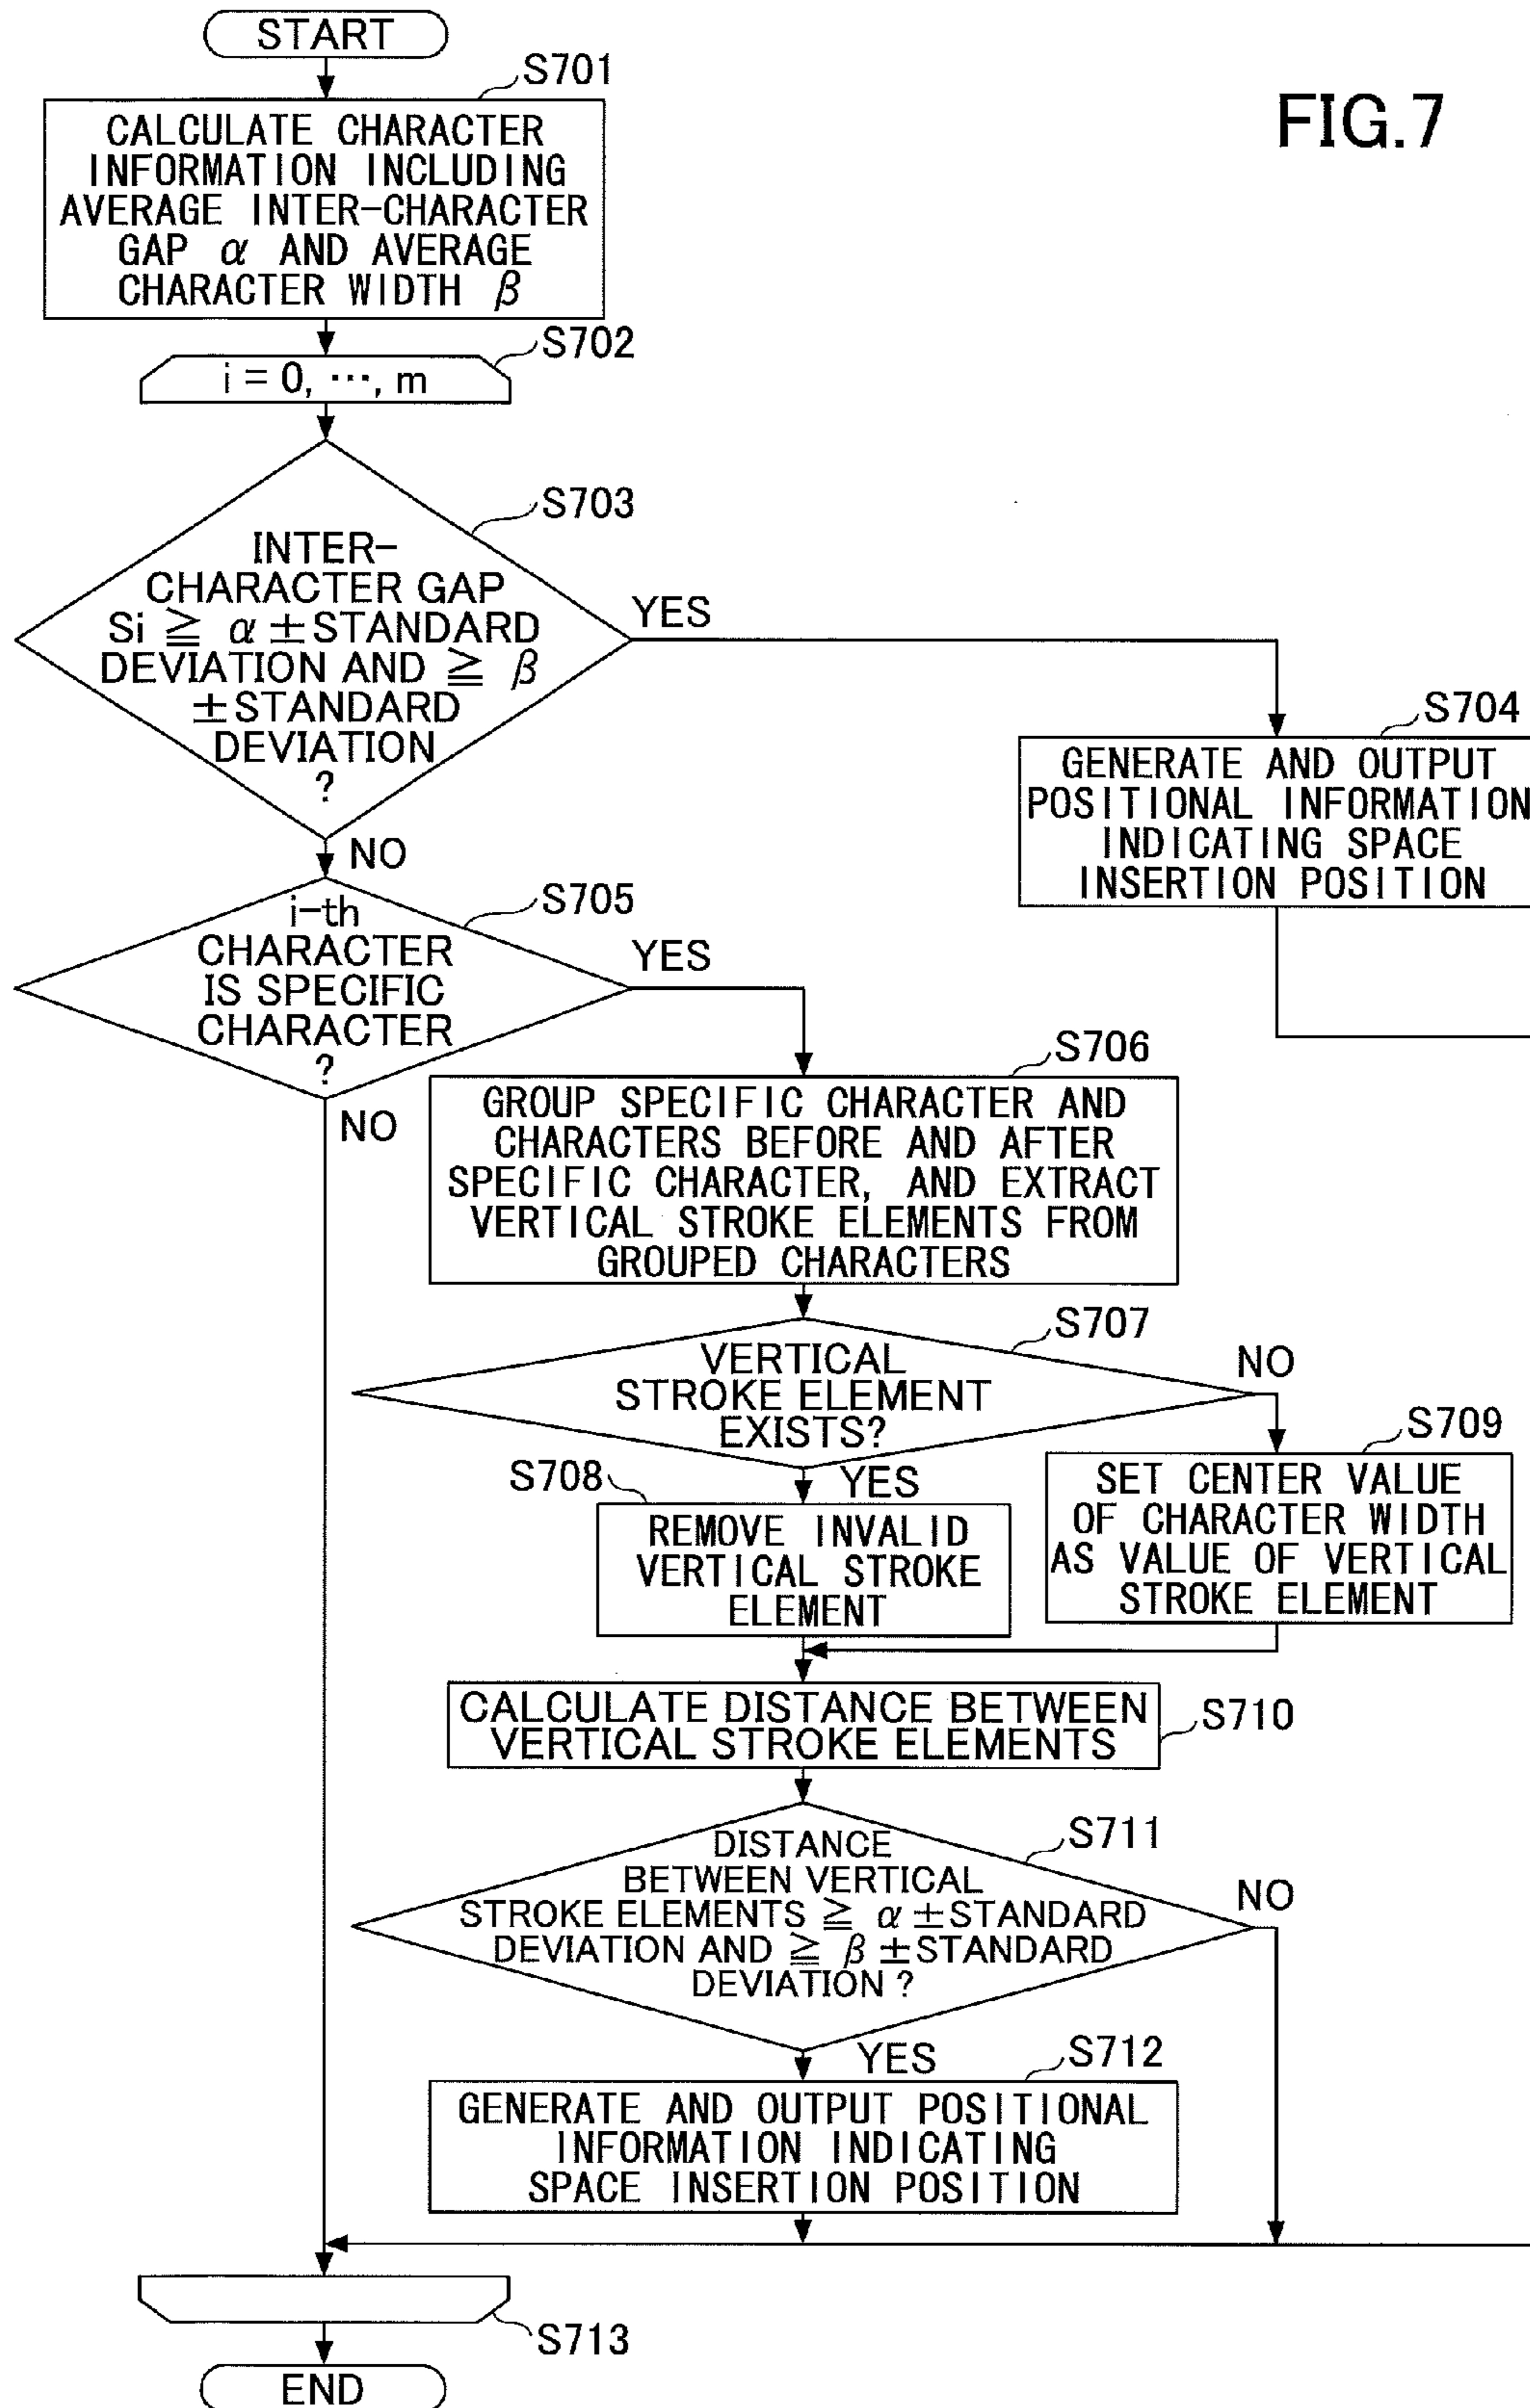 START
S701
FIG.7
CALCULATE CHARACTER
INFORMATION INCLUDING
AVERAGE INTER-CHARACTER
GAP α AND AVERAGE
CHARACTER WIDTH β
S702
i = 0, ···, m
S703
INTER-
CHARACTER GAP
Si ≧ α ±STANDARD
DEVIATION AND ≧ β
±STANDARD
DEVIATION
?
YES
NO
S704
GENERATE AND OUTPUT
POSITIONAL INFORMATION
INDICATING SPACE
INSERTION POSITION
S705
i-th
CHARACTER
IS SPECIFIC
CHARACTER
?
YES
NO
S706
GROUP SPECIFIC CHARACTER AND
CHARACTERS BEFORE AND AFTER
SPECIFIC CHARACTER, AND EXTRACT
VERTICAL STROKE ELEMENTS FROM
GROUPED CHARACTERS
S707
VERTICAL
STROKE ELEMENT
EXISTS?
NO
YES
S708
REMOVE INVALID
VERTICAL STROKE
ELEMENT
S709
SET CENTER VALUE
OF CHARACTER WIDTH
AS VALUE OF VERTICAL
STROKE ELEMENT
CALCULATE DISTANCE BETWEEN
VERTICAL STROKE ELEMENTS
S710
S711
DISTANCE
BETWEEN VERTICAL
STROKE ELEMENTS ≧ α ±STANDARD
DEVIATION AND ≧ β ±STANDARD
DEVIATION ?
NO
YES
S712
GENERATE AND OUTPUT POSITIONAL
INFORMATION INDICATING
SPACE INSERTION POSITION
S713
END